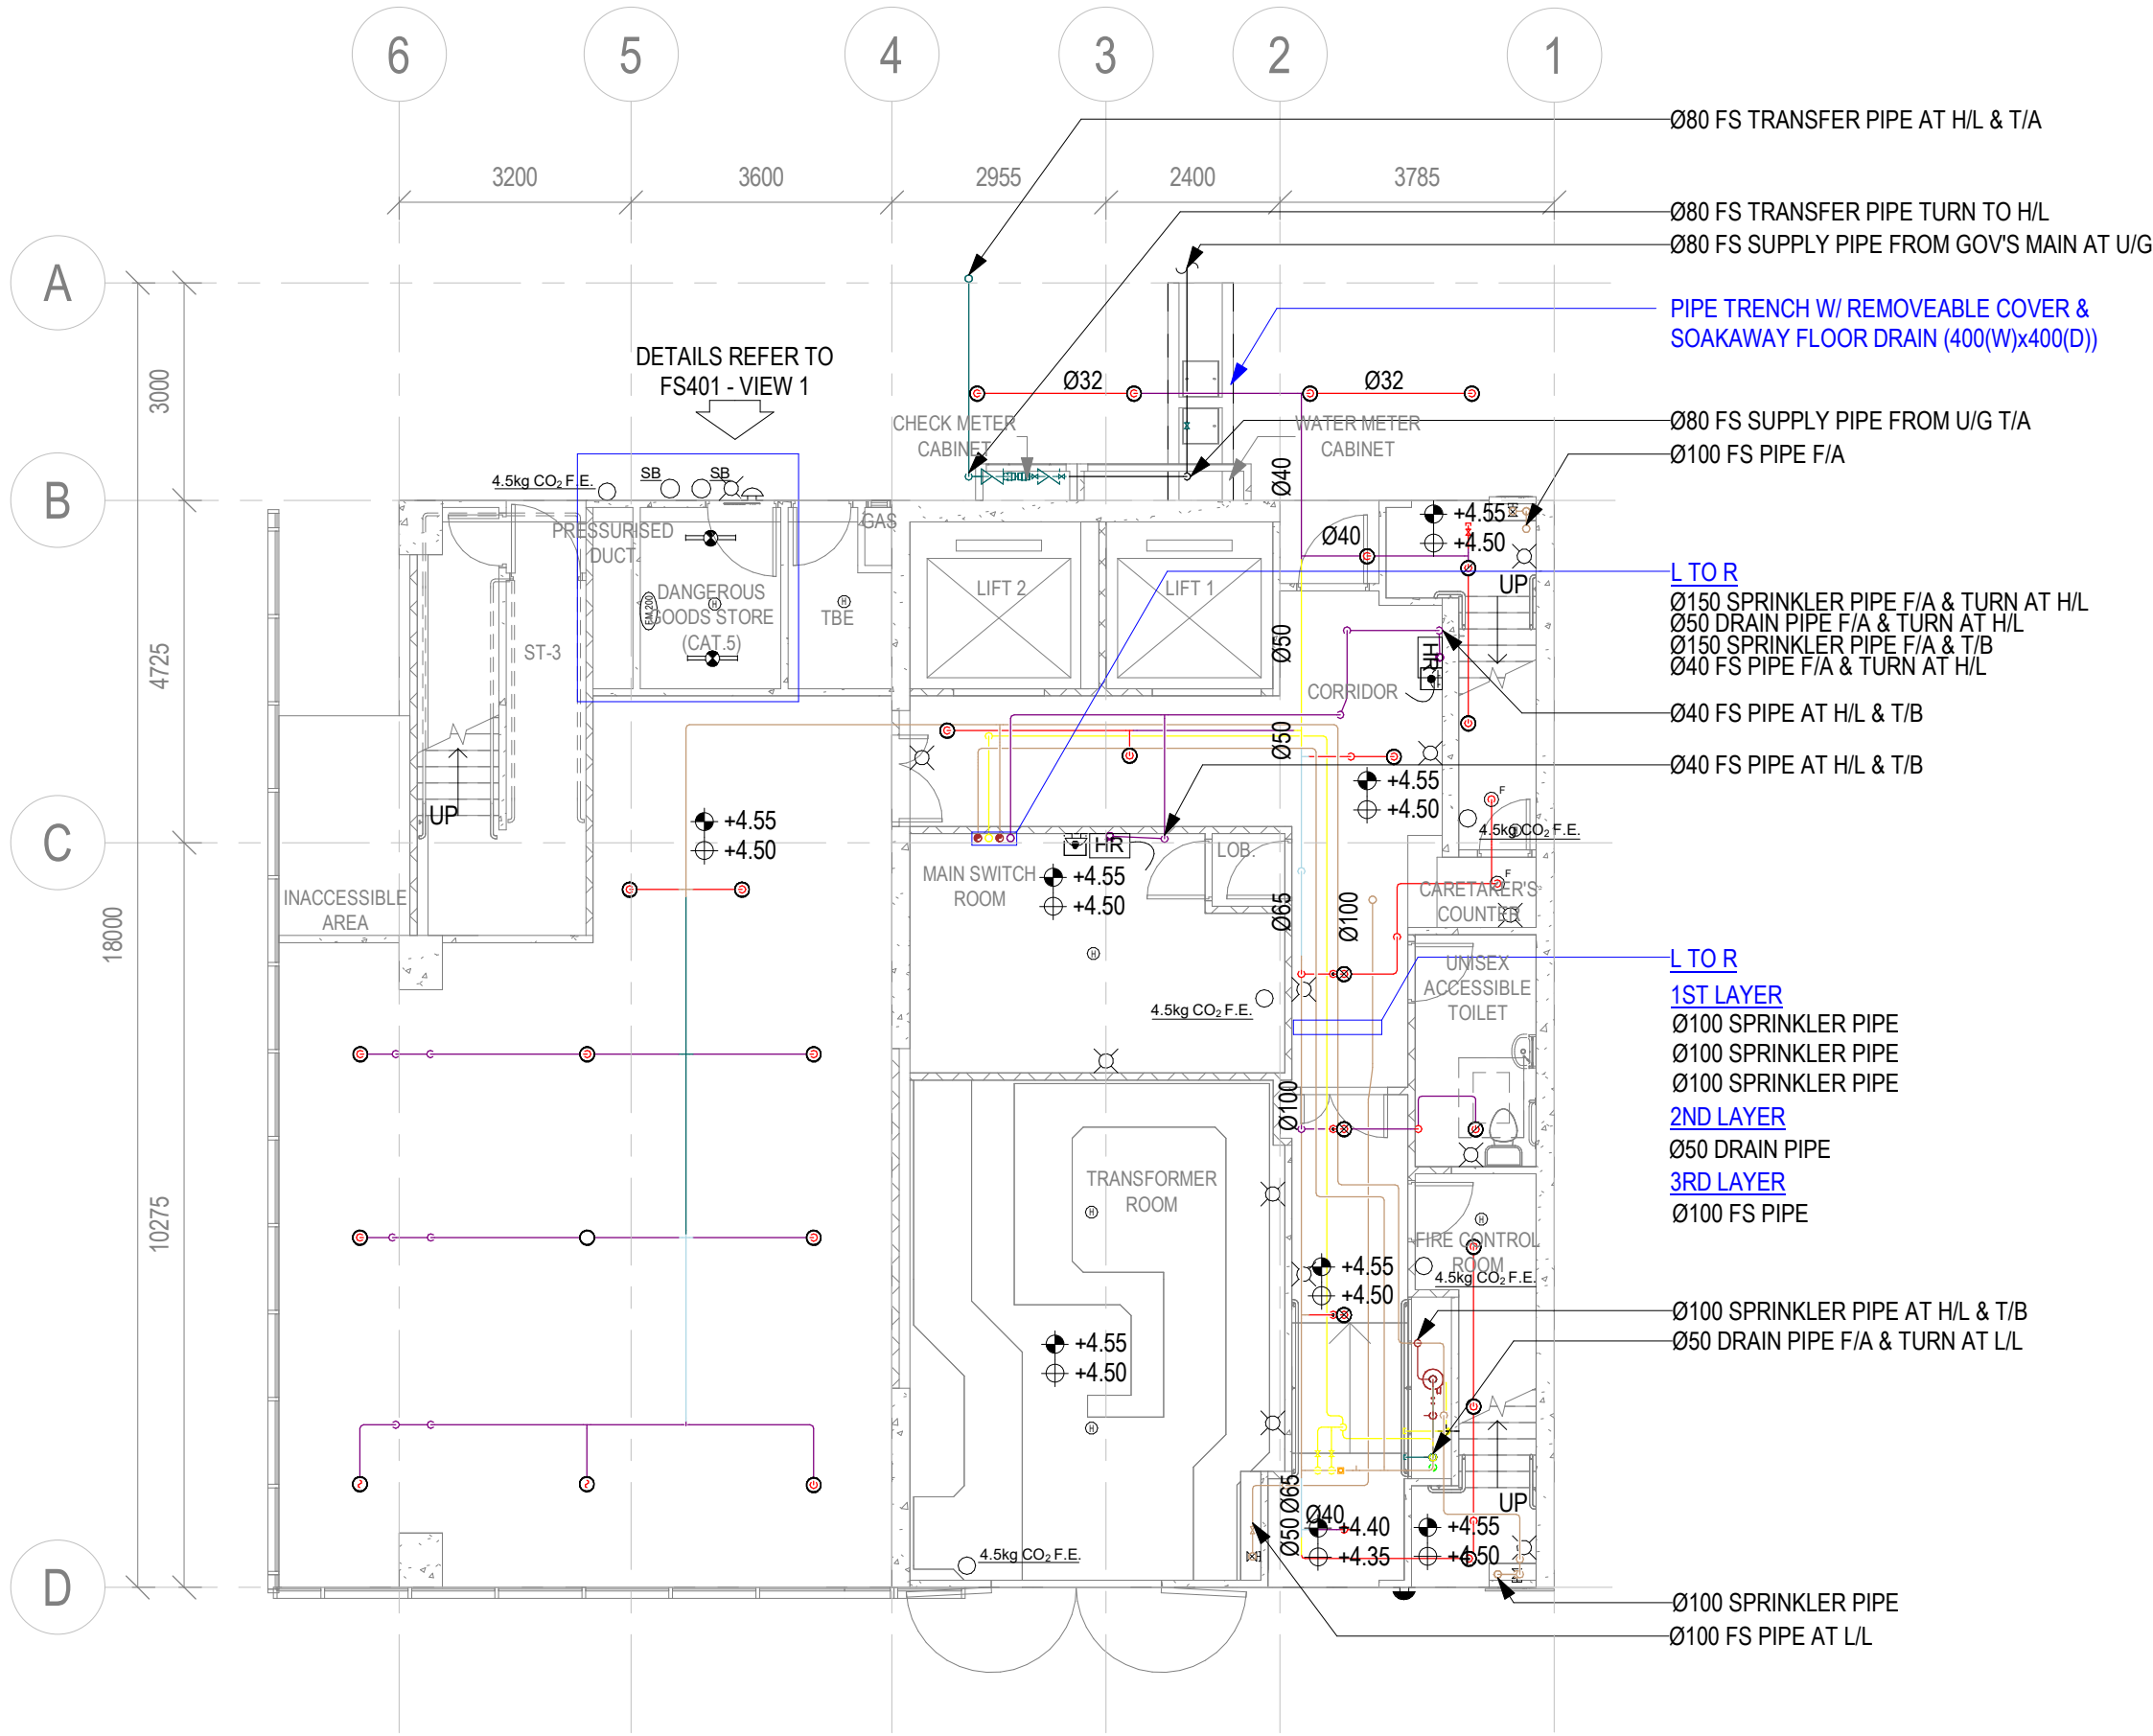 6
5
4
3
2
1
Ø80 FS TRANSFER PIPE AT H/L & T/A
3200
3600
2955
2400
3785
Ø80 FS TRANSFER PIPE TURN TO H/L
Ø80 FS SUPPLY PIPE FROM GOV'S MAIN AT U/G
A
PIPE TRENCH W/ REMOVEABLE COVER &
SOAKAWAY FLOOR DRAIN (400(W)x400(D))
DETAILS REFER TO
FS401 - VIEW 1
3000
Ø32
Ø32
CHECK METER
CABINET
WATER METER
CABINET
Ø80 FS SUPPLY PIPE FROM U/G T/A
Ø100 FS PIPE F/A
B
4.5kg CO₂ F.E.
SB
SB
Ø40
PRESSURISED
DUCT
GAS
Ø40
+4.55
+4.50
UP
DANGEROUS
GOODS STORE
(CAT.5)
FM200
H
H
TBE
LIFT 2
LIFT 1
L TO R
Ø150 SPRINKLER PIPE F/A & TURN AT H/L
Ø50 DRAIN PIPE F/A & TURN AT H/L
Ø150 SPRINKLER PIPE F/A & T/B
Ø40 FS PIPE F/A & TURN AT H/L
4725
ST-3
Ø50
HR
CORRIDOR
Ø40 FS PIPE AT H/L & T/B
Ø50
Ø40 FS PIPE AT H/L & T/B
+4.55
+4.50
UP
+4.55
+4.50
F
4.5kg CO₂ F.E.
C
HR
LOB.
MAIN SWITCH
ROOM
+4.55
+4.50
INACCESSIBLE
AREA
18000
Ø65
Ø100
F
CARETAKER'S
COUNTER
H
UNISEX
ACCESSIBLE
TOILET
L TO R
1ST LAYER
Ø100 SPRINKLER PIPE
Ø100 SPRINKLER PIPE
Ø100 SPRINKLER PIPE
2ND LAYER
Ø50 DRAIN PIPE
3RD LAYER
Ø100 FS PIPE
4.5kg CO₂ F.E.
Ø100
10275
TRANSFORMER
ROOM
H
H
FIRE CONTROL
ROOM
4.5kg CO₂ F.E.
+4.55
+4.50
Ø100 SPRINKLER PIPE AT H/L & T/B
Ø50 DRAIN PIPE F/A & TURN AT L/L
+4.55
+4.50
H
Ø50 Ø65
Ø40
+4.40
+4.35
UP
+4.55
+4.50
4.5kg CO₂ F.E.
D
Ø100 SPRINKLER PIPE
Ø100 FS PIPE AT L/L